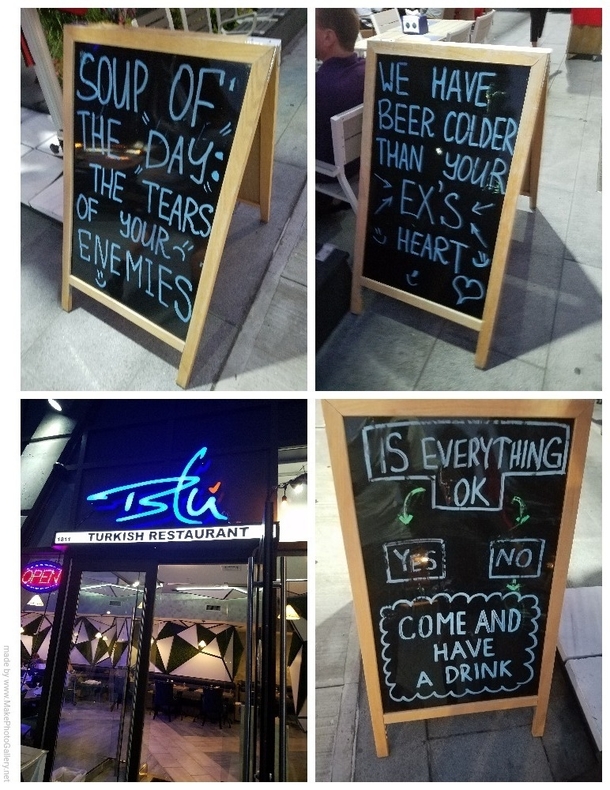 SOUP OF
THE "DAY":
THE "TEARS
OF YOUR"
ENEMIES
WE HAVE
BEER COLDER
THAN YOUR
EX'S
HEART
1811 TURKISH RESTAURANT
OPEN
IS EVERYTHING
OK
YES NO
COME AND
HAVE
A DRINK
made by www.MakePhotoGallery.net